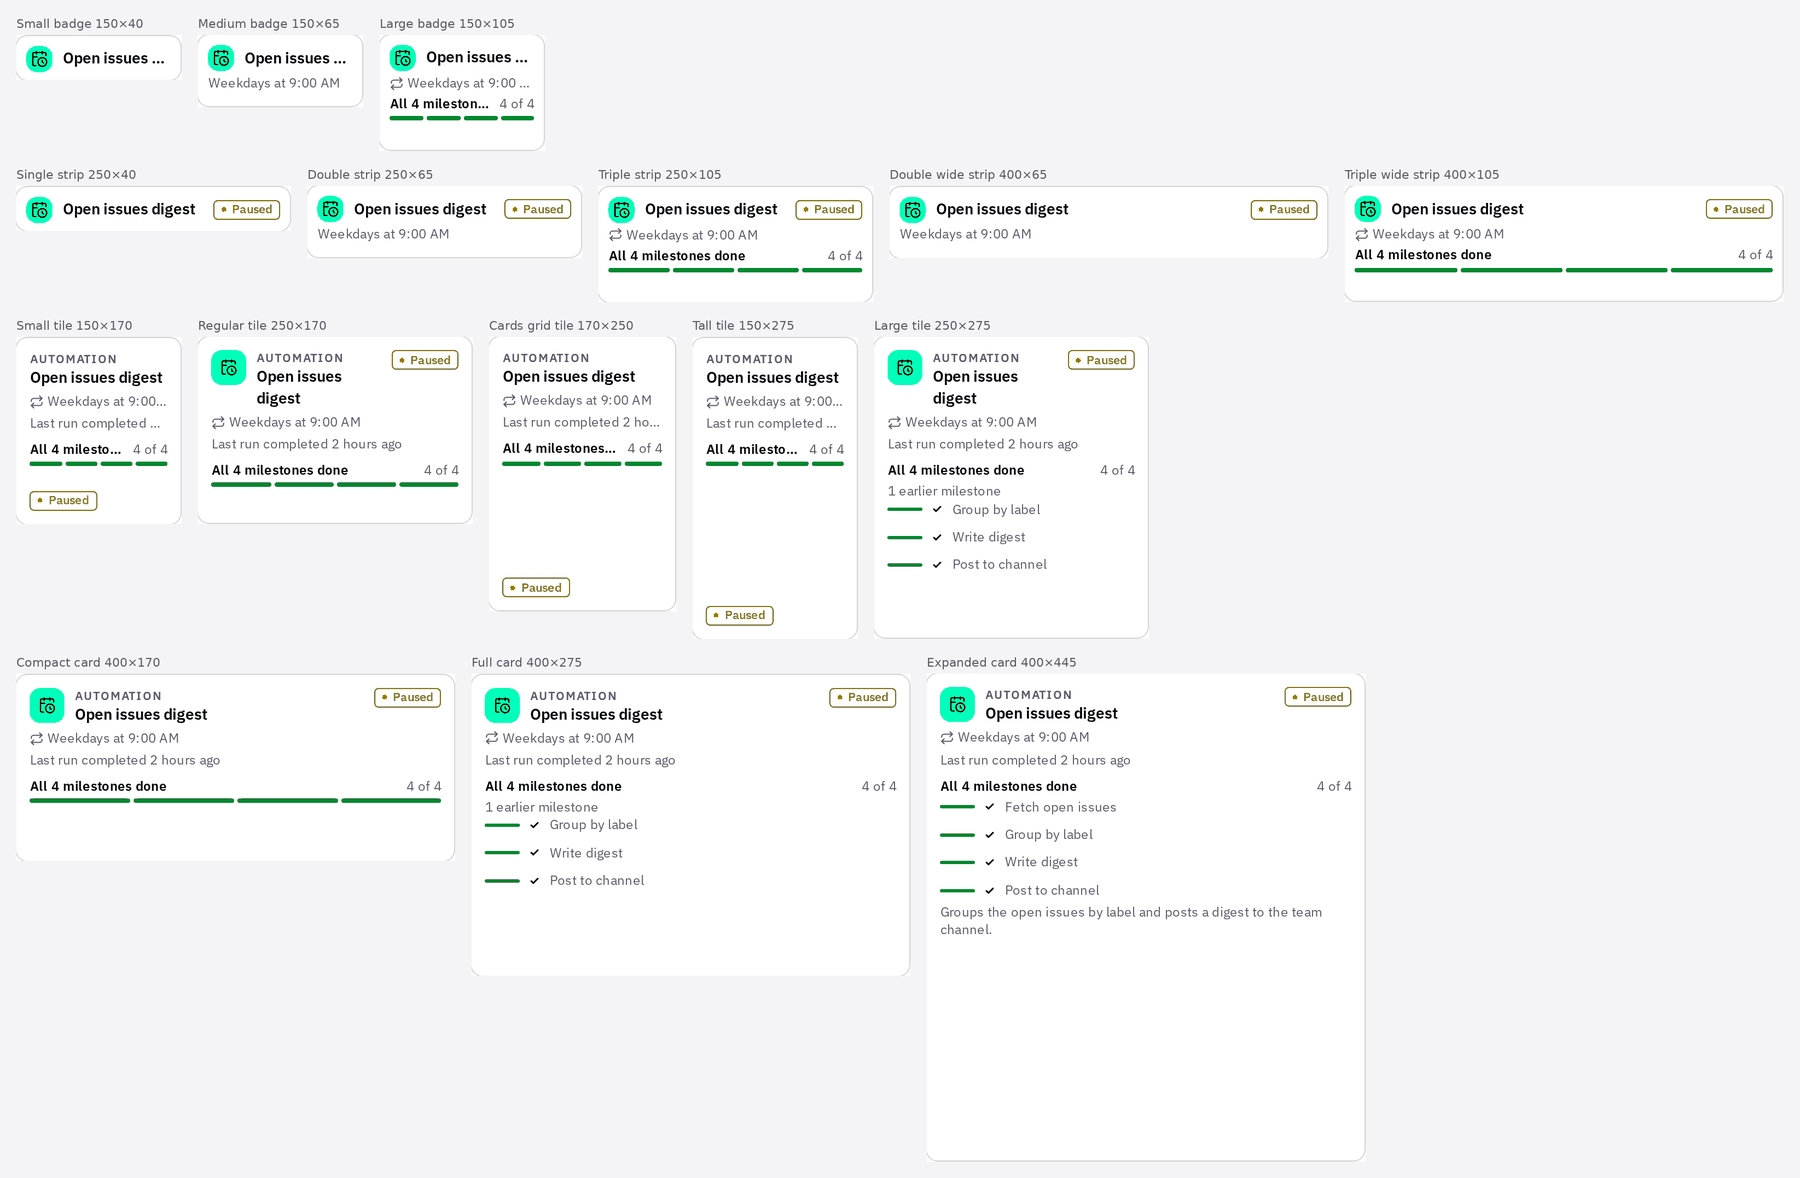 Small badge 150×40
Open issues ...
Medium badge 150×65
Open issues ...
Weekdays at 9:00 AM
Large badge 150×105
Open issues ...
Weekdays at 9:00 ...
All 4 mileston... 4 of 4
Single strip 250×40
Open issues digest Paused
Double strip 250×65
Open issues digest Paused
Weekdays at 9:00 AM
Triple strip 250×105
Open issues digest Paused
Weekdays at 9:00 AM
All 4 milestones done 4 of 4
Double wide strip 400×65
Open issues digest Paused
Weekdays at 9:00 AM
Triple wide strip 400×105
Open issues digest Paused
Weekdays at 9:00 AM
All 4 milestones done 4 of 4
Small tile 150×170
AUTOMATION
Open issues digest
Weekdays at 9:00...
Last run completed ...
All 4 milesto... 4 of 4
Paused
Regular tile 250×170
AUTOMATION Paused
Open issues
digest
Weekdays at 9:00 AM
Last run completed 2 hours ago
All 4 milestones done 4 of 4
Cards grid tile 170×250
AUTOMATION
Open issues digest
Weekdays at 9:00 AM
Last run completed 2 ho...
All 4 milestones... 4 of 4
Paused
Tall tile 150×275
AUTOMATION
Open issues digest
Weekdays at 9:00...
Last run completed ...
All 4 milesto... 4 of 4
Paused
Large tile 250×275
AUTOMATION Paused
Open issues
digest
Weekdays at 9:00 AM
Last run completed 2 hours ago
All 4 milestones done 4 of 4
1 earlier milestone
Group by label
Write digest
Post to channel
Compact card 400×170
AUTOMATION Paused
Open issues digest
Weekdays at 9:00 AM
Last run completed 2 hours ago
All 4 milestones done 4 of 4
Full card 400×275
AUTOMATION Paused
Open issues digest
Weekdays at 9:00 AM
Last run completed 2 hours ago
All 4 milestones done 4 of 4
1 earlier milestone
Group by label
Write digest
Post to channel
Expanded card 400×445
AUTOMATION Paused
Open issues digest
Weekdays at 9:00 AM
Last run completed 2 hours ago
All 4 milestones done 4 of 4
Fetch open issues
Group by label
Write digest
Post to channel
Groups the open issues by label and posts a digest to the team
channel.